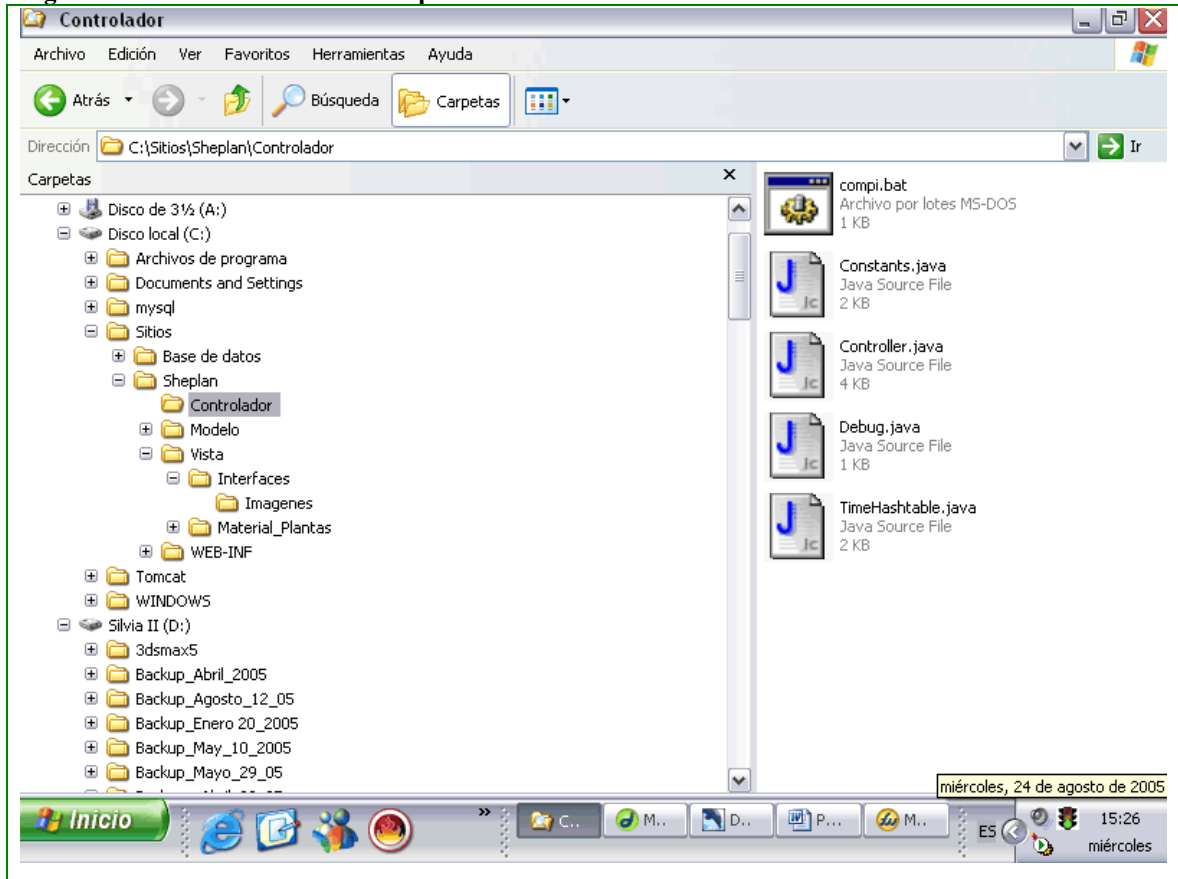 Controlador
Archivo Edición Ver Favoritos Herramientas Ayuda
Atrás Búsqueda Carpetas
Dirección C:\Sitios\Sheplan\Controlador Ir
Carpetas x
Disco de 3½ (A:)
Disco local (C:)
Archivos de programa
Documents and Settings
mysql
Sitios
Base de datos
Sheplan
Controlador
Modelo
Vista
Interfaces
Imagenes
Material_Plantas
WEB-INF
Tomcat
WINDOWS
Silvia II (D:)
3dsmax5
Backup_Abril_2005
Backup_Agosto_12_05
Backup_Enero 20_2005
Backup_May_10_2005
Backup_Mayo_29_05
compi.bat
Archivo por lotes MS-DOS
1 KB
Constants.java
Java Source File
2 KB
Controller.java
Java Source File
4 KB
Debug.java
Java Source File
1 KB
TimeHashtable.java
Java Source File
2 KB
miércoles, 24 de agosto de 2005
Inicio » C.. M.. D.. P... M.. ES 15:26
miércoles